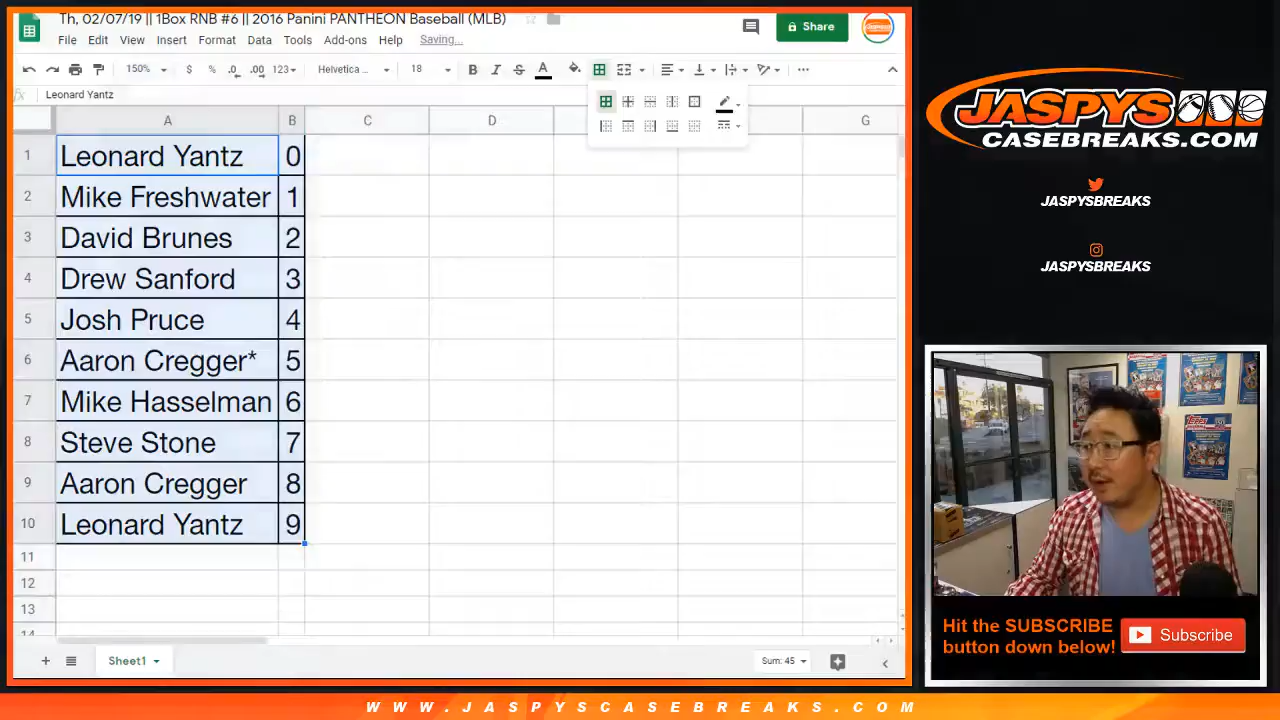 Th, 02/07/19 || 1Box RNB #6 || 2016 Panini PANTHEON Baseball (MLB)
File Edit View Insert Format Data Tools Add-ons Help Saving...
Share
150% $ % .0 .00 123 Helvetica ... 18 B I S A
fx Leonard Yantz
A B C D G
1 Leonard Yantz 0
2 Mike Freshwater 1
3 David Brunes 2
4 Drew Sanford 3
5 Josh Pruce 4
6 Aaron Cregger* 5
7 Mike Hasselman 6
8 Steve Stone 7
9 Aaron Cregger 8
10 Leonard Yantz 9
11
12
13
14
Sheet1
Sum: 45
JASPYS
CASEBREAKS.COM
JASPYSBREAKS
JASPYSBREAKS
Hit the SUBSCRIBE
button down below!
Subscribe
WWW.JASPYSCASEBREAKS.COM